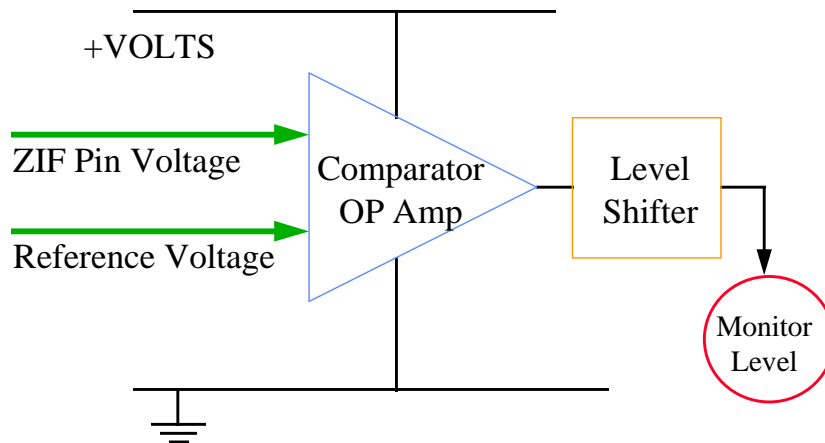 +VOLTS
ZIF Pin Voltage
Reference Voltage
Comparator
OP Amp
Level
Shifter
Monitor
Level